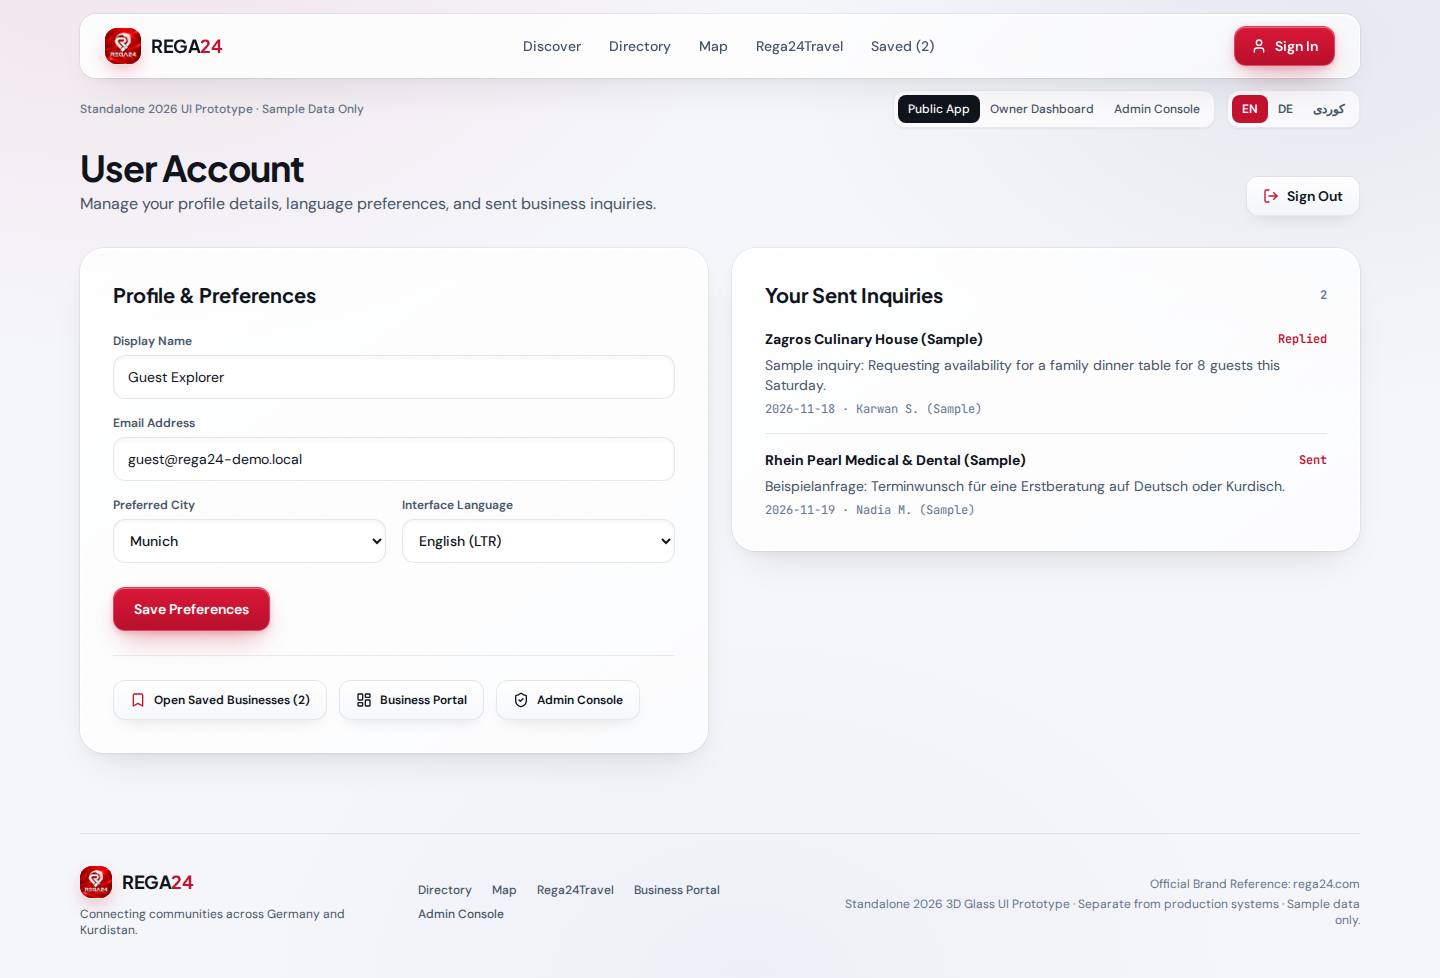 REGA24
Discover
Directory
Map
Rega24Travel
Saved (2)
Sign In
Standalone 2026 UI Prototype · Sample Data Only
Public App
Owner Dashboard
Admin Console
EN
DE
کوردی
User Account
Manage your profile details, language preferences, and sent business inquiries.
Sign Out
Profile & Preferences
Display Name
Guest Explorer
Email Address
guest@rega24-demo.local
Preferred City
Interface Language
Munich
English (LTR)
Save Preferences
Open Saved Businesses (2)
Business Portal
Admin Console
Your Sent Inquiries
2
Zagros Culinary House (Sample)
Replied
Sample inquiry: Requesting availability for a family dinner table for 8 guests this
Saturday.
2026-11-18 · Karwan S. (Sample)
Rhein Pearl Medical & Dental (Sample)
Sent
Beispielanfrage: Terminwunsch für eine Erstberatung auf Deutsch oder Kurdisch.
2026-11-19 · Nadia M. (Sample)
REGA24
Connecting communities across Germany and
Kurdistan.
Directory
Map
Rega24Travel
Business Portal
Admin Console
Official Brand Reference: rega24.com
Standalone 2026 3D Glass UI Prototype · Separate from production systems · Sample data
only.